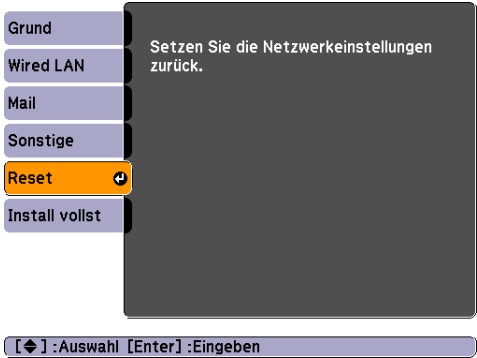 Grund
Wired LAN
Mail
Sonstige
Reset
Install vollst
Setzen Sie die Netzwerkeinstellungen
zurück.
[◆] :Auswahl [Enter] :Eingeben